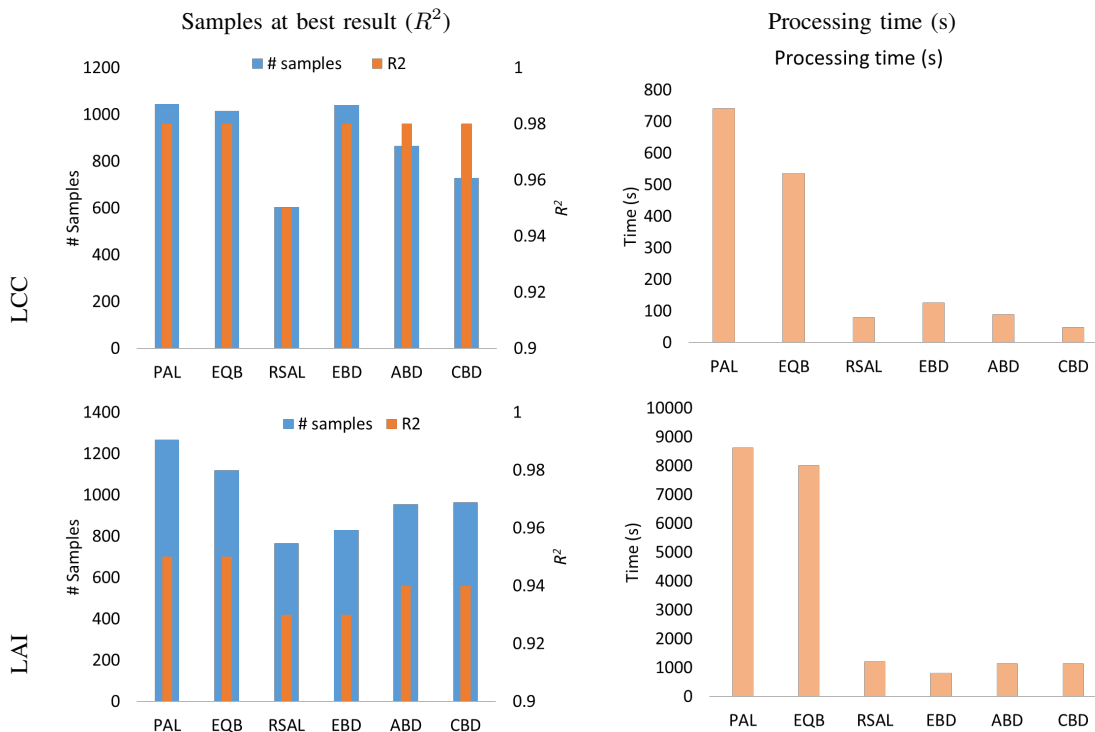 Samples at best result (R²)
Processing time (s)
LCC
# samples R2
1200
1000
800
600
400
200
0
# Samples
1
0.98
0.96
0.94
0.92
0.9
R²
PAL EQB RSAL EBD ABD CBD
Processing time (s)
800
700
600
500
400
300
200
100
0
Time (s)
PAL EQB RSAL EBD ABD CBD
LAI
# samples R2
1400
1200
1000
800
600
400
200
0
# Samples
1
0.98
0.96
0.94
0.92
0.9
R²
PAL EQB RSAL EBD ABD CBD
10000
9000
8000
7000
6000
5000
4000
3000
2000
1000
0
Time (s)
PAL EQB RSAL EBD ABD CBD